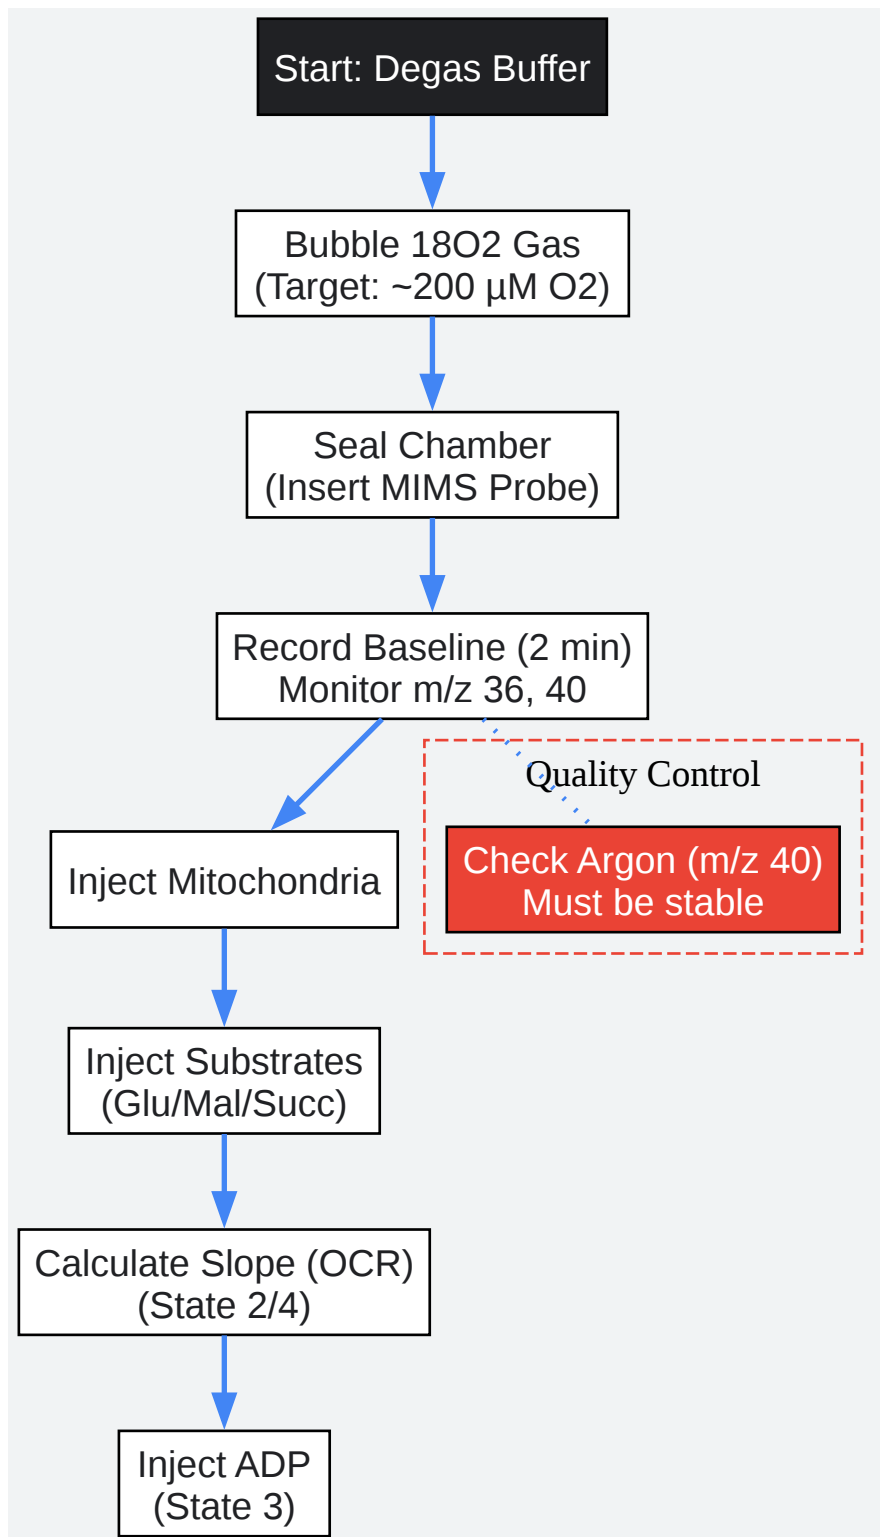 Start: Degas Buffer
Bubble 18O2 Gas
(Target: ~200 µM O2)
Seal Chamber
(Insert MIMS Probe)
Record Baseline (2 min)
Monitor m/z 36, 40
Quality Control
Check Argon (m/z 40)
Must be stable
Inject Mitochondria
Inject Substrates
(Glu/Mal/Succ)
Calculate Slope (OCR)
(State 2/4)
Inject ADP
(State 3)